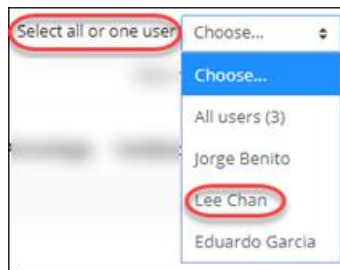 Select all or one user Choose...
Choose...
All users (3)
Jorge Benito
Lee Chan
Eduardo Garcia